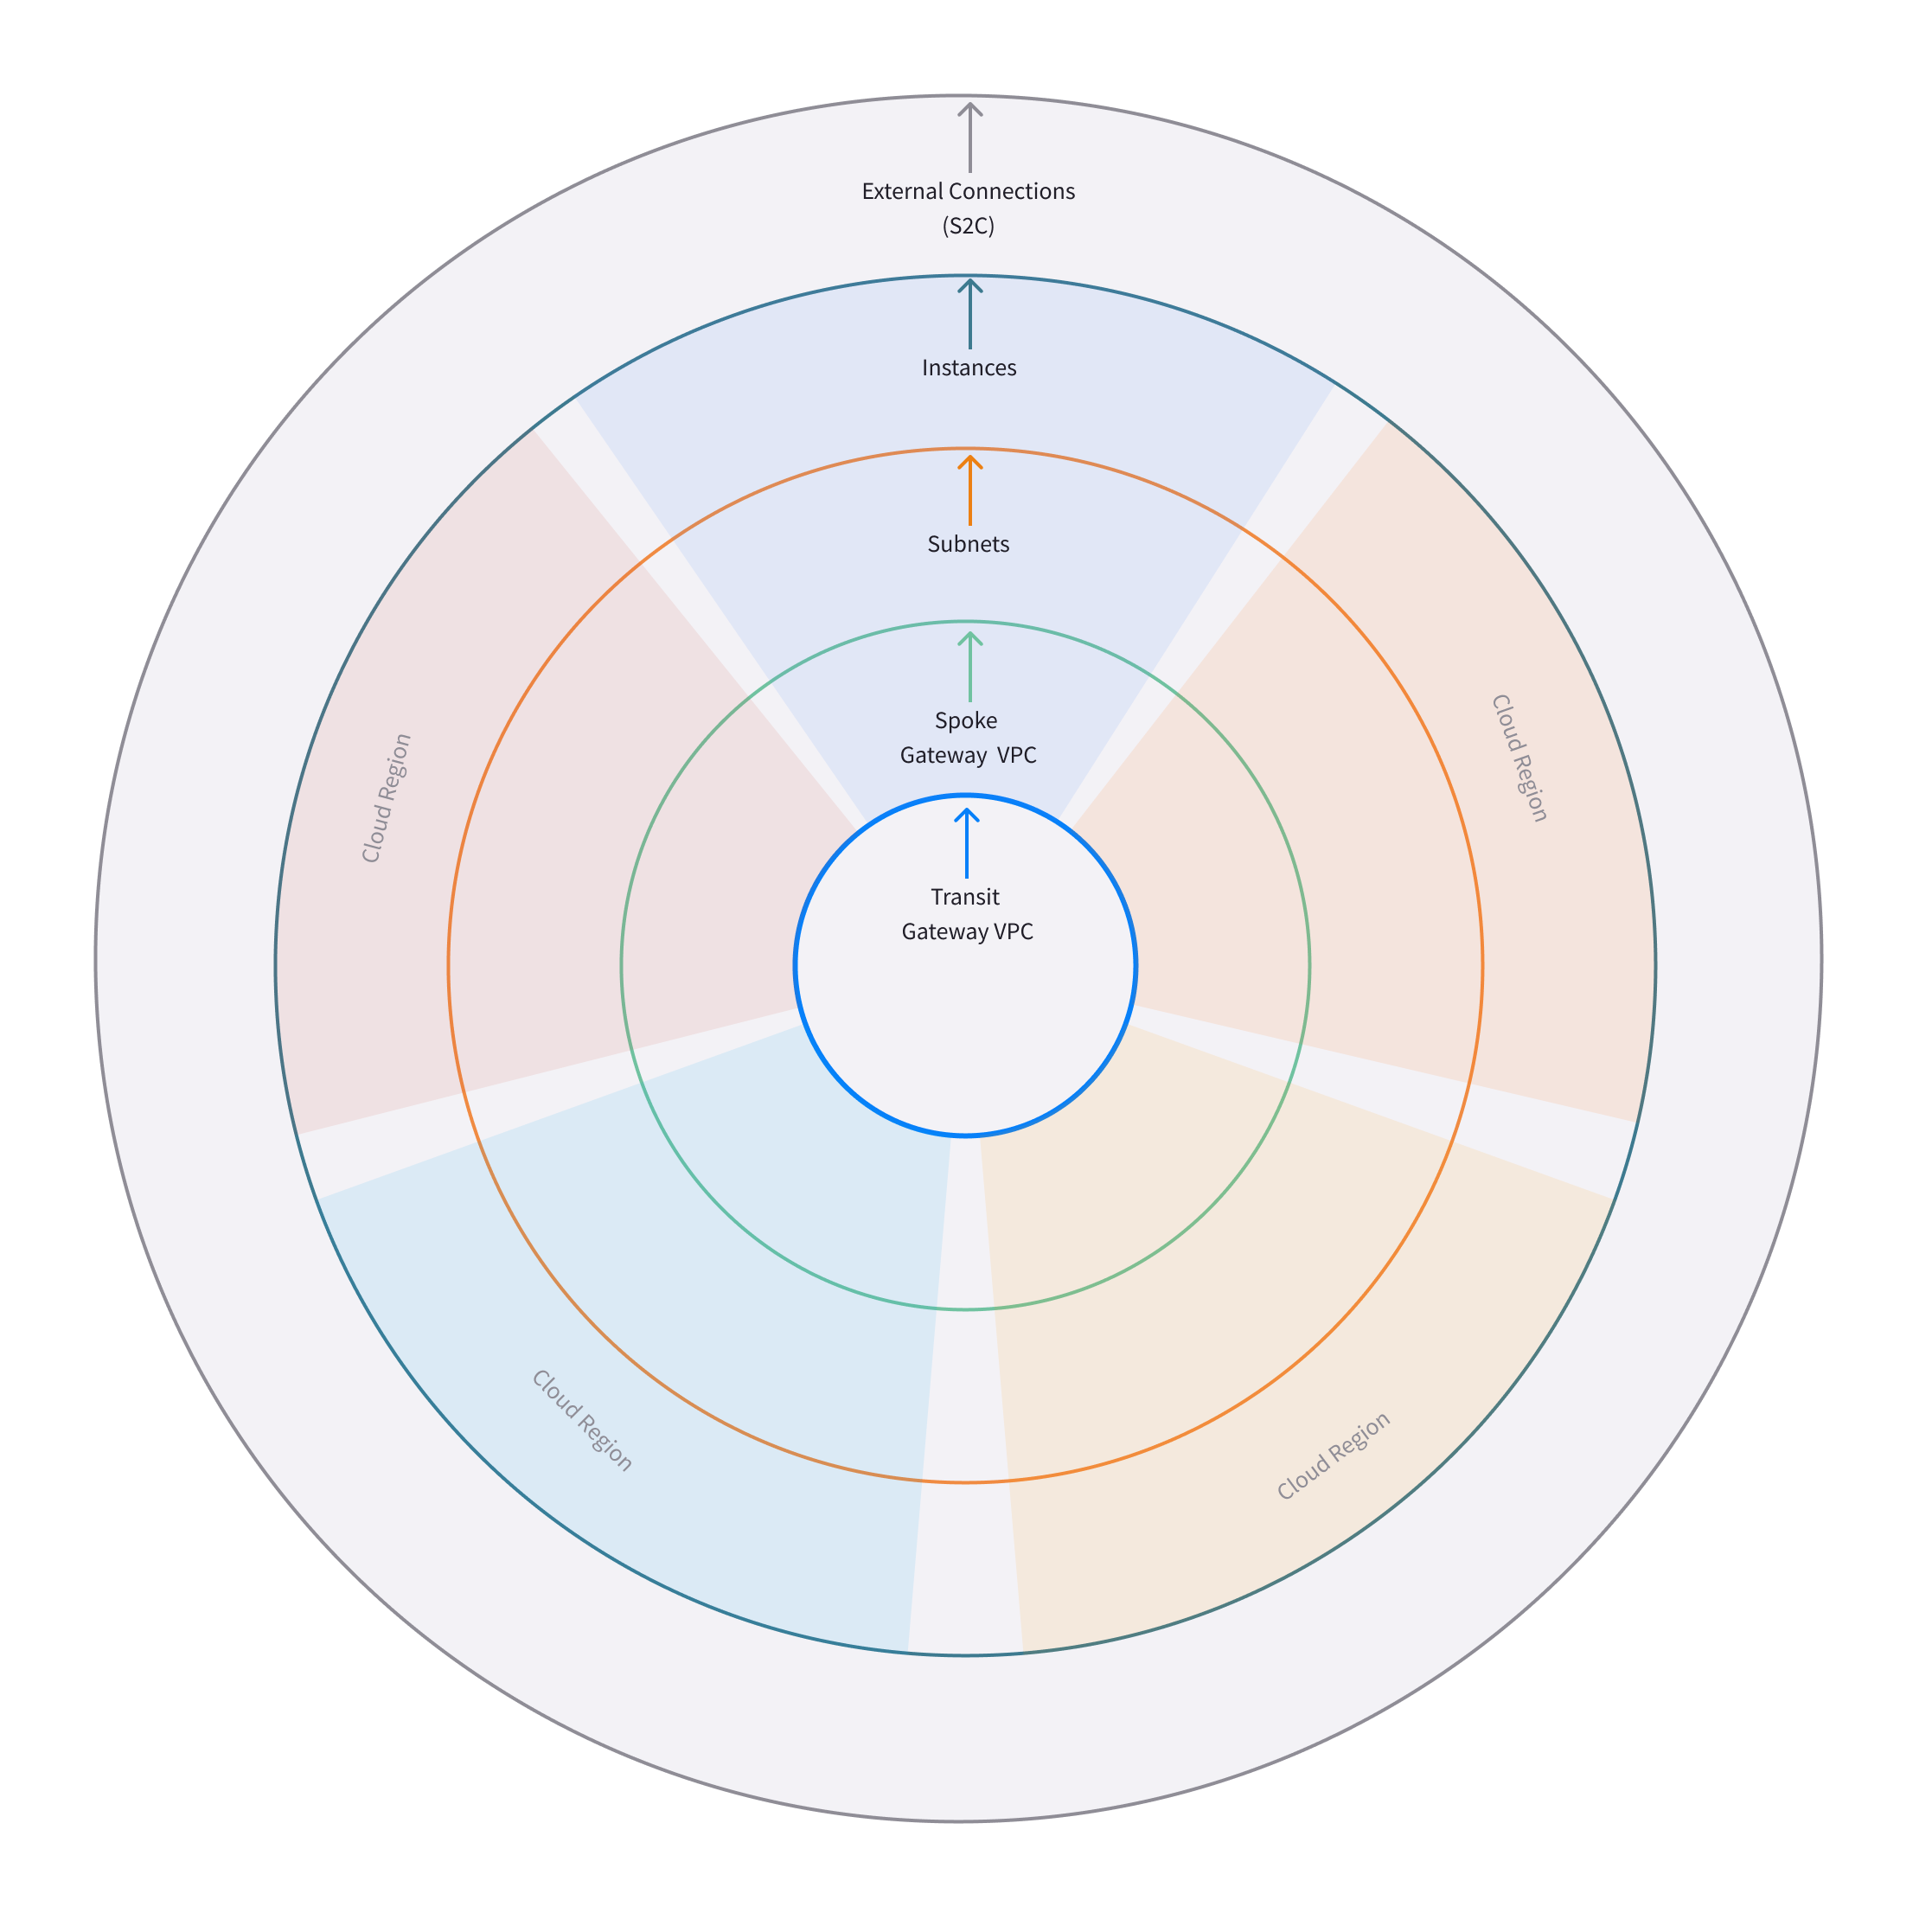 External Connections
(S2C)
Instances
Subnets
Spoke
Gateway  VPC
Transit
Gateway VPC
Cloud Region
Cloud Region
Cloud Region
Cloud Region